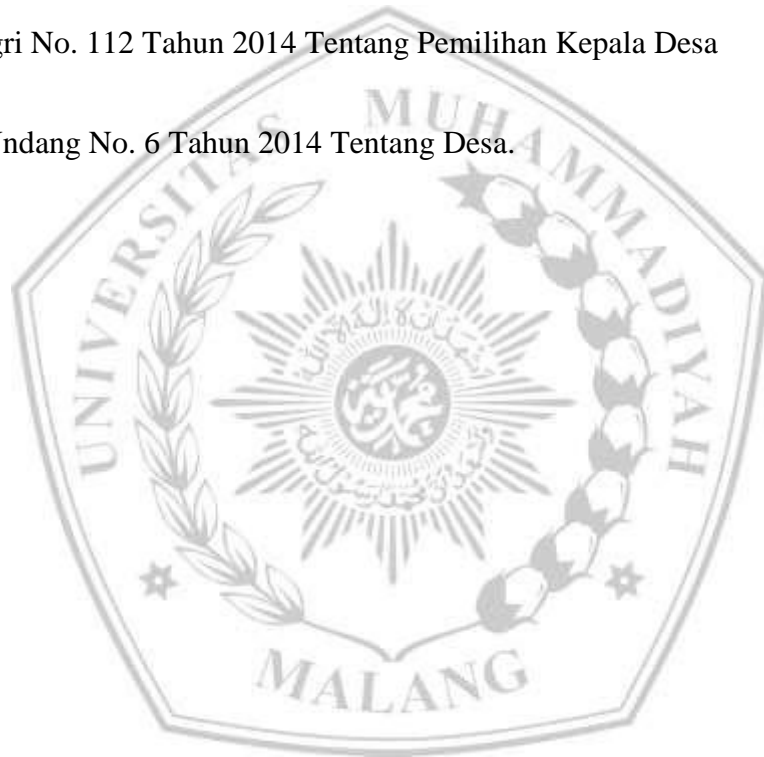 gri No. 112 Tahun 2014 Tentang Pemilihan Kepala Desa
Undang No. 6 Tahun 2014 Tentang Desa.
UNIVERSITAS MUHAMMADIYAH
MALANG